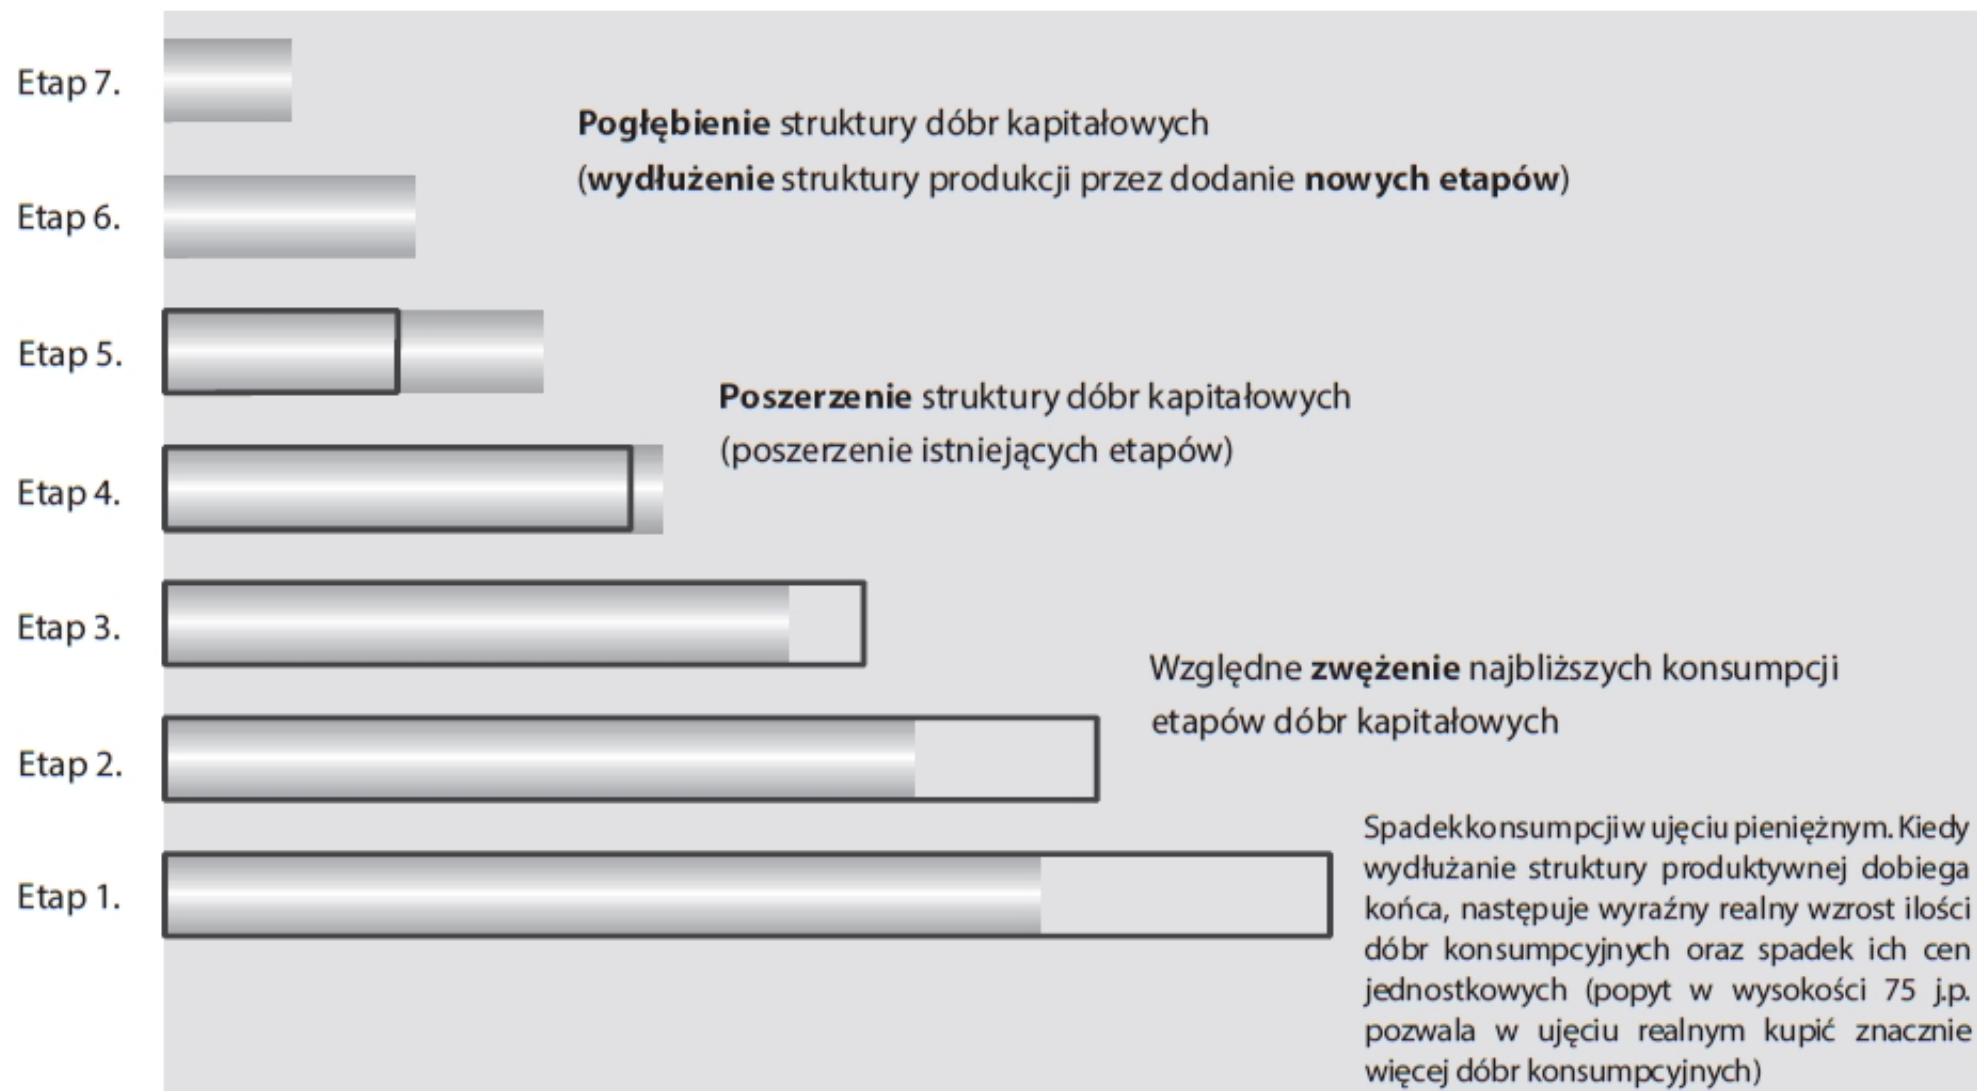 Etap 7.
Pogłębienie struktury dóbr kapitałowych
(wydłużenie struktury produkcji przez dodanie nowych etapów)
Etap 6.
Etap 5.
Poszerzenie struktury dóbr kapitałowych
(poszerzenie istniejących etapów)
Etap 4.
Etap 3.
Względne zwężenie najbliższych konsumpcji
etapów dóbr kapitałowych
Etap 2.
Etap 1.
Spadek konsumpcji w ujęciu pieniężnym. Kiedy
wydłużanie struktury produktywnej dobiega
końca, następuje wyraźny realny wzrost ilości
dóbr konsumpcyjnych oraz spadek ich cen
jednostkowych (popyt w wysokości 75 j.p.
pozwala w ujęciu realnym kupić znacznie
więcej dóbr konsumpcyjnych)